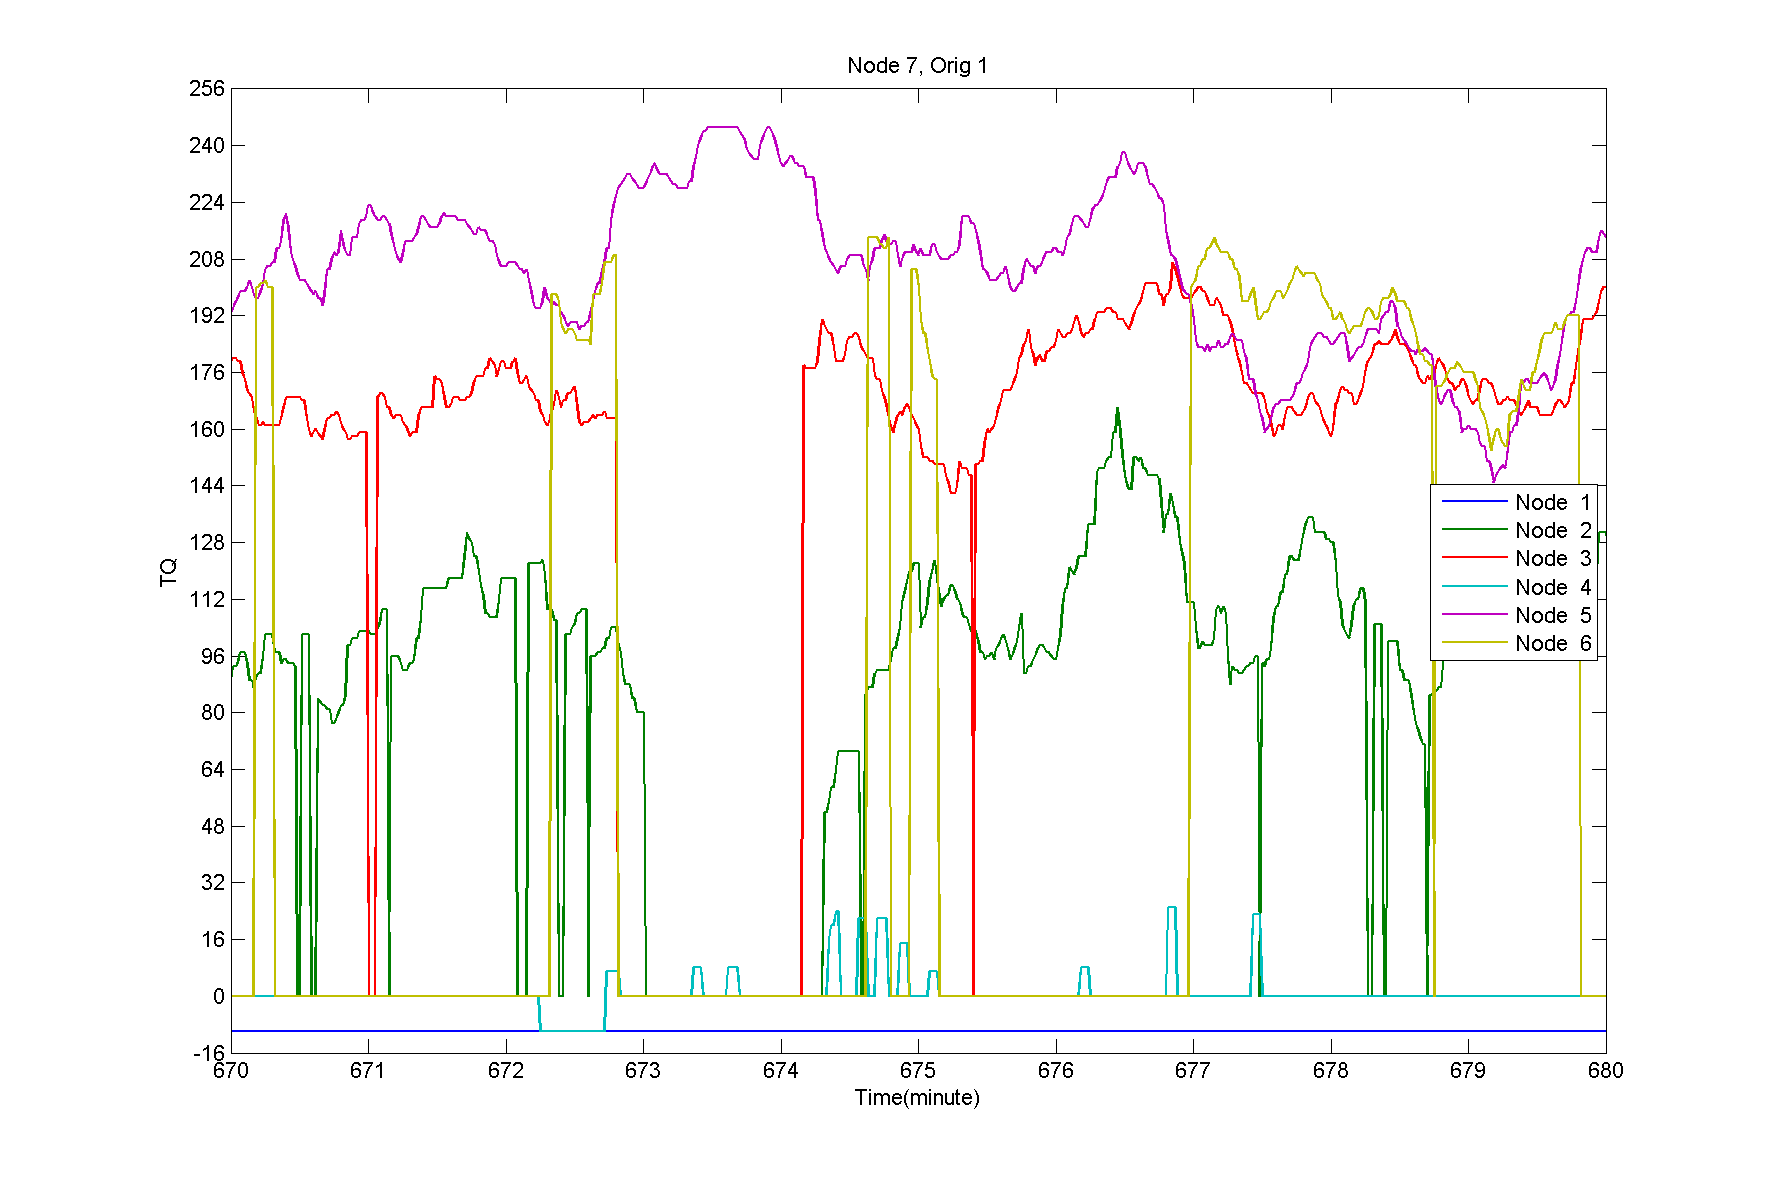 Node 7, Orig 1
256
240
224
208
192
176
160
144
128
112
96
80
64
48
32
16
0
-16
TQ
Node 1
Node 2
Node 3
Node 4
Node 5
Node 6
670 671 672 673 674 675 676 677 678 679 680
Time(minute)